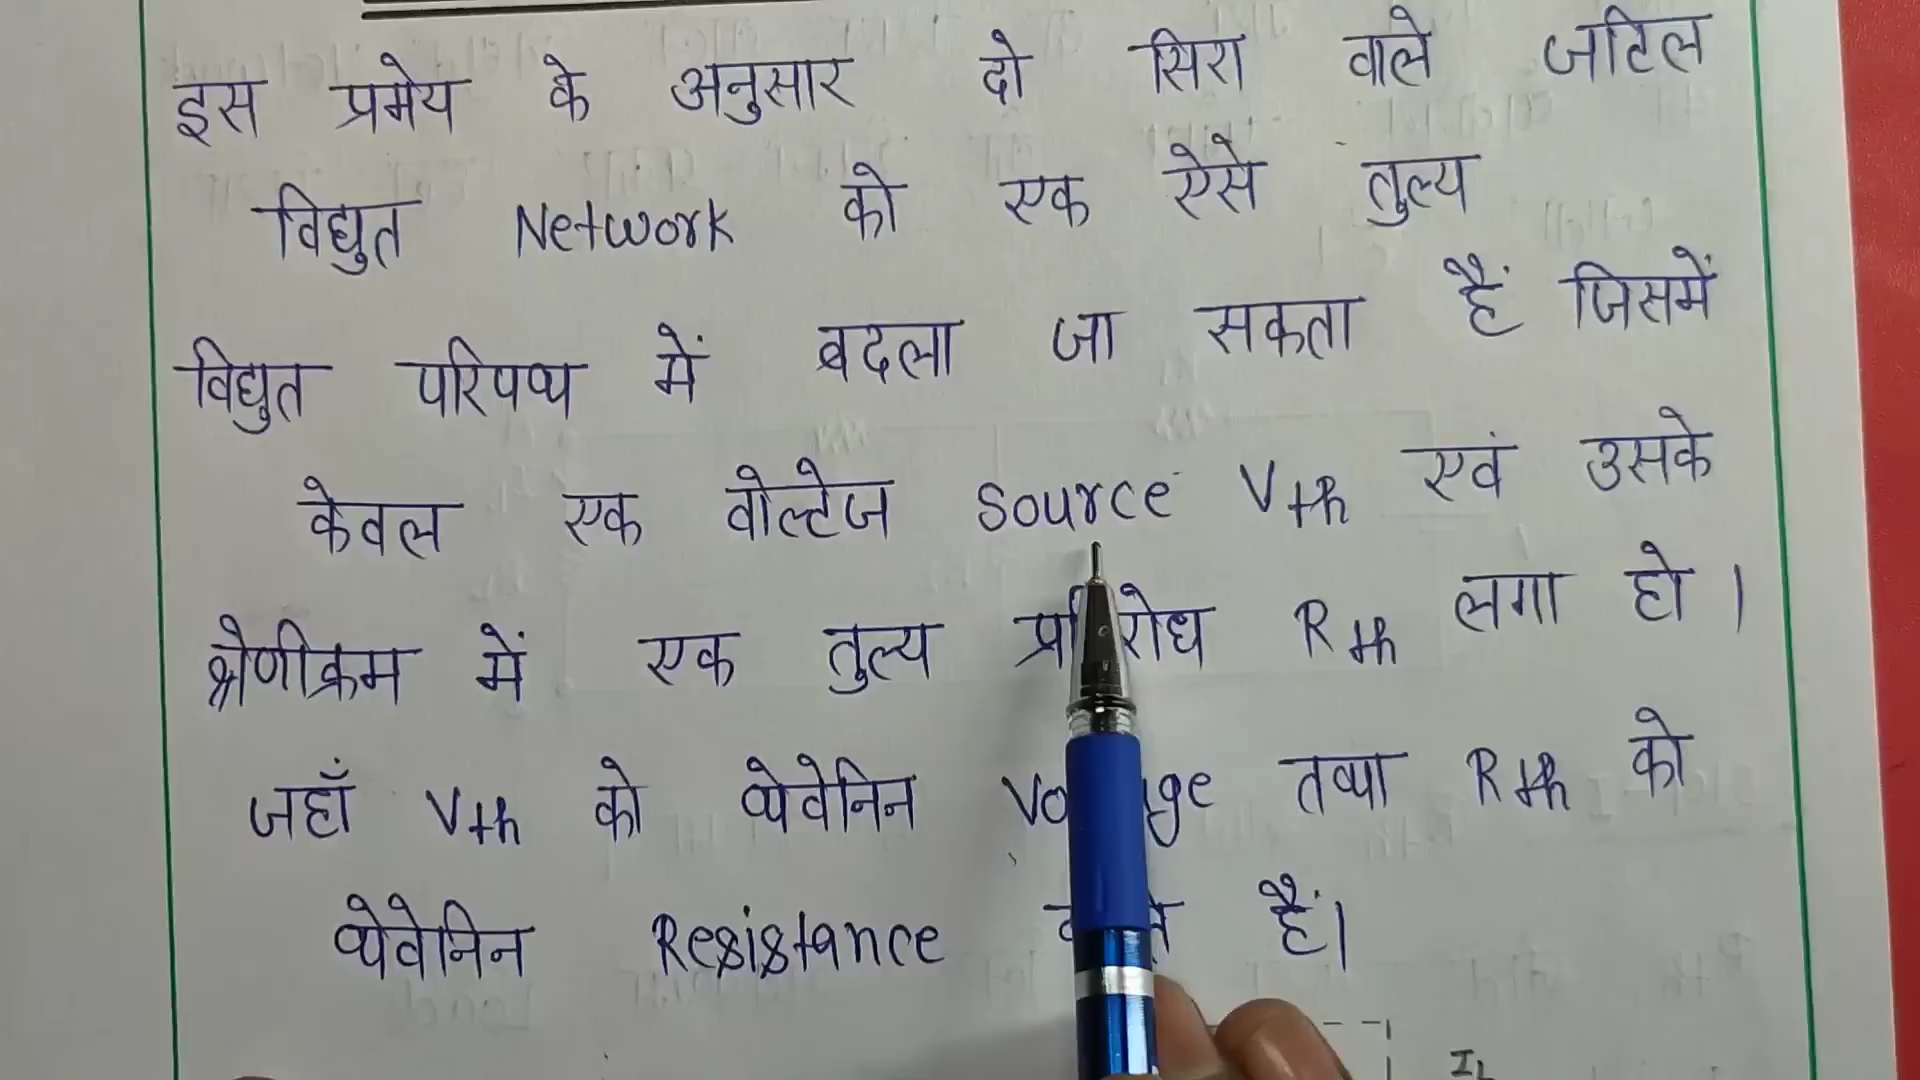 इस प्रमेय के अनुसार दो सिरा वाले जटिल
विद्युत Network को एक ऐसे तुल्य
विद्युत परिपथ में बदला जा सकता हैं जिसमें
केवल एक वोल्टेज Source Vth एवं उसके
श्रेणीक्रम में एक तुल्य Rth लगा हो।
जहाँ Vth को थेवेनिन तथा Rth को
थेवेनिन Resistance हैं।
IL